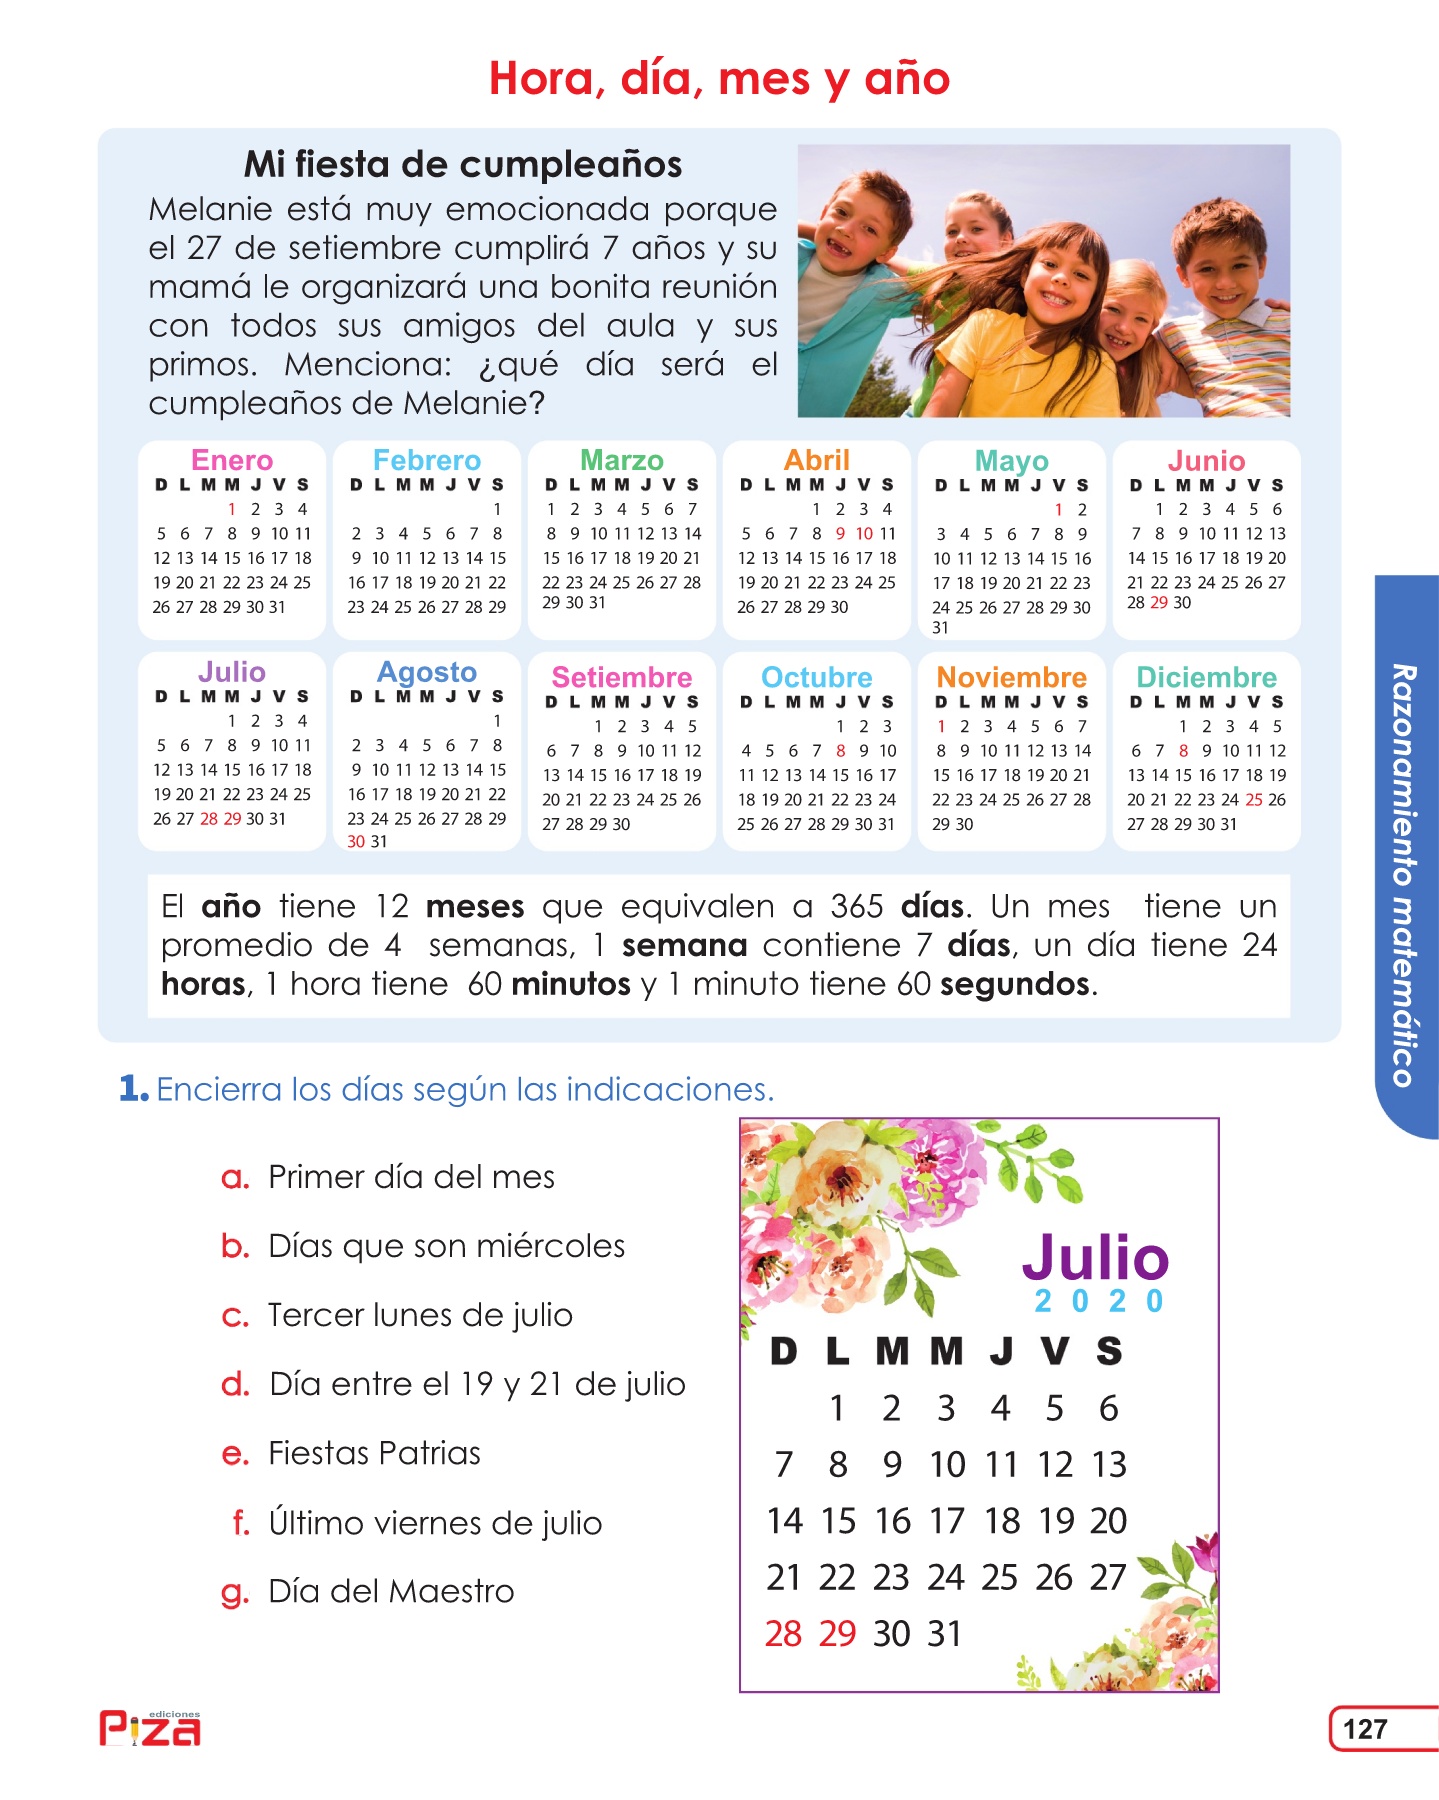 Hora, día, mes y año
Mi fiesta de cumpleaños
Melanie está muy emocionada porque
el 27 de setiembre cumplirá 7 años y su
mamá le organizará una bonita reunión
con todos sus amigos del aula y sus
primos. Menciona: ¿qué día será el
cumpleaños de Melanie?
Enero
D L M M J V S
1 2 3 4
5 6 7 8 9 10 11
12 13 14 15 16 17 18
19 20 21 22 23 24 25
26 27 28 29 30 31
Febrero
D L M M J V S
1
2 3 4 5 6 7 8
9 10 11 12 13 14 15
16 17 18 19 20 21 22
23 24 25 26 27 28 29
Marzo
D L M M J V S
1 2 3 4 5 6 7
8 9 10 11 12 13 14
15 16 17 18 19 20 21
22 23 24 25 26 27 28
29 30 31
Abril
D L M M J V S
1 2 3 4
5 6 7 8 9 10 11
12 13 14 15 16 17 18
19 20 21 22 23 24 25
26 27 28 29 30
Mayo
D L M M J V S
1 2
3 4 5 6 7 8 9
10 11 12 13 14 15 16
17 18 19 20 21 22 23
24 25 26 27 28 29 30
31
Junio
D L M M J V S
1 2 3 4 5 6
7 8 9 10 11 12 13
14 15 16 17 18 19 20
21 22 23 24 25 26 27
28 29 30
Julio
D L M M J V S
1 2 3 4
5 6 7 8 9 10 11
12 13 14 15 16 17 18
19 20 21 22 23 24 25
26 27 28 29 30 31
Agosto
D L M M J V S
1
2 3 4 5 6 7 8
9 10 11 12 13 14 15
16 17 18 19 20 21 22
23 24 25 26 27 28 29
30 31
Setiembre
D L M M J V S
1 2 3 4 5
6 7 8 9 10 11 12
13 14 15 16 17 18 19
20 21 22 23 24 25 26
27 28 29 30
Octubre
D L M M J V S
1 2 3
4 5 6 7 8 9 10
11 12 13 14 15 16 17
18 19 20 21 22 23 24
25 26 27 28 29 30 31
Noviembre
D L M M J V S
1 2 3 4 5 6 7
8 9 10 11 12 13 14
15 16 17 18 19 20 21
22 23 24 25 26 27 28
29 30
Diciembre
D L M M J V S
1 2 3 4 5
6 7 8 9 10 11 12
13 14 15 16 17 18 19
20 21 22 23 24 25 26
27 28 29 30 31
El año tiene 12 meses que equivalen a 365 días. Un mes tiene un
promedio de 4 semanas, 1 semana contiene 7 días, un día tiene 24
horas, 1 hora tiene 60 minutos y 1 minuto tiene 60 segundos.
Razonamiento matemático
1. Encierra los días según las indicaciones.
a. Primer día del mes
b. Días que son miércoles
c. Tercer lunes de julio
d. Día entre el 19 y 21 de julio
e. Fiestas Patrias
f. Último viernes de julio
g. Día del Maestro
Julio
2020
D L M M J V S
1 2 3 4 5 6
7 8 9 10 11 12 13
14 15 16 17 18 19 20
21 22 23 24 25 26 27
28 29 30 31
ediciones
Piza
127